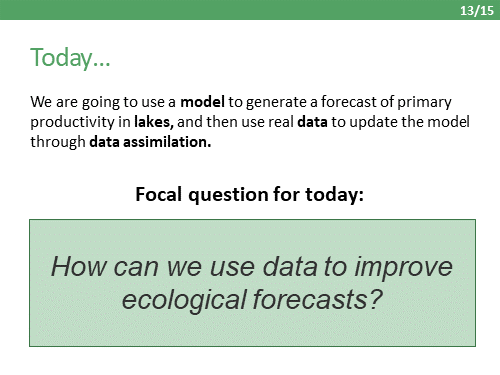 13/15
Today...
We are going to use a model to generate a forecast of primary
productivity in lakes, and then use real data to update the model
through data assimilation.
Focal question for today:
How can we use data to improve
ecological forecasts?